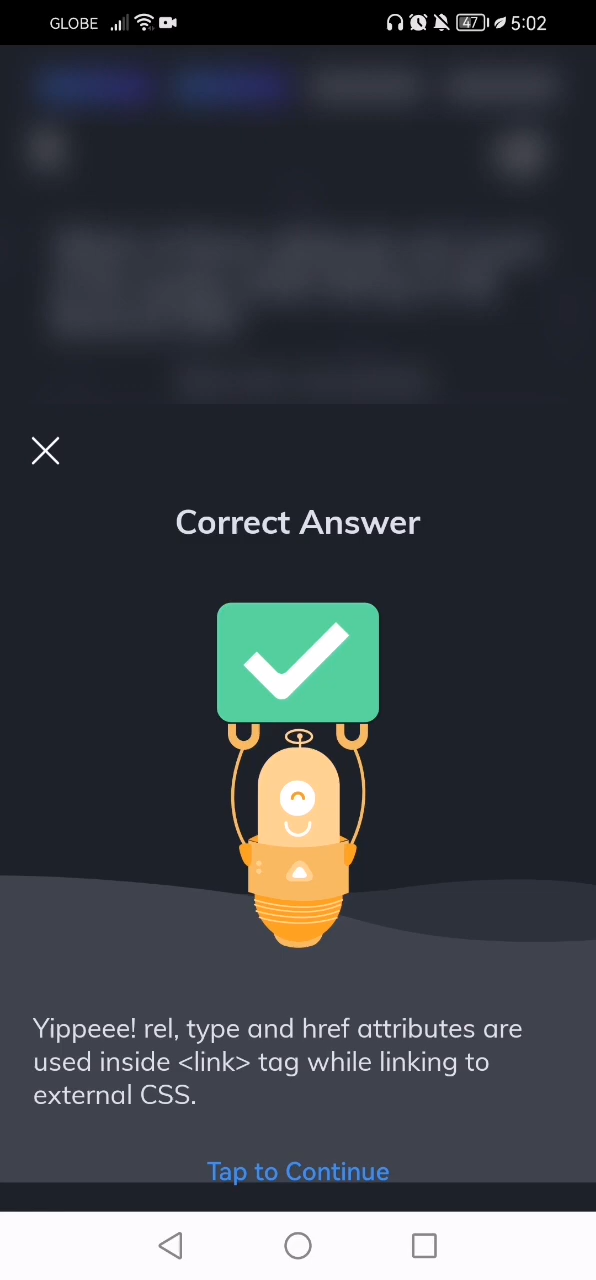 GLOBE 47 5:02
Correct Answer
Yippeee! rel, type and href attributes are
used inside <link> tag while linking to
external CSS.
Tap to Continue